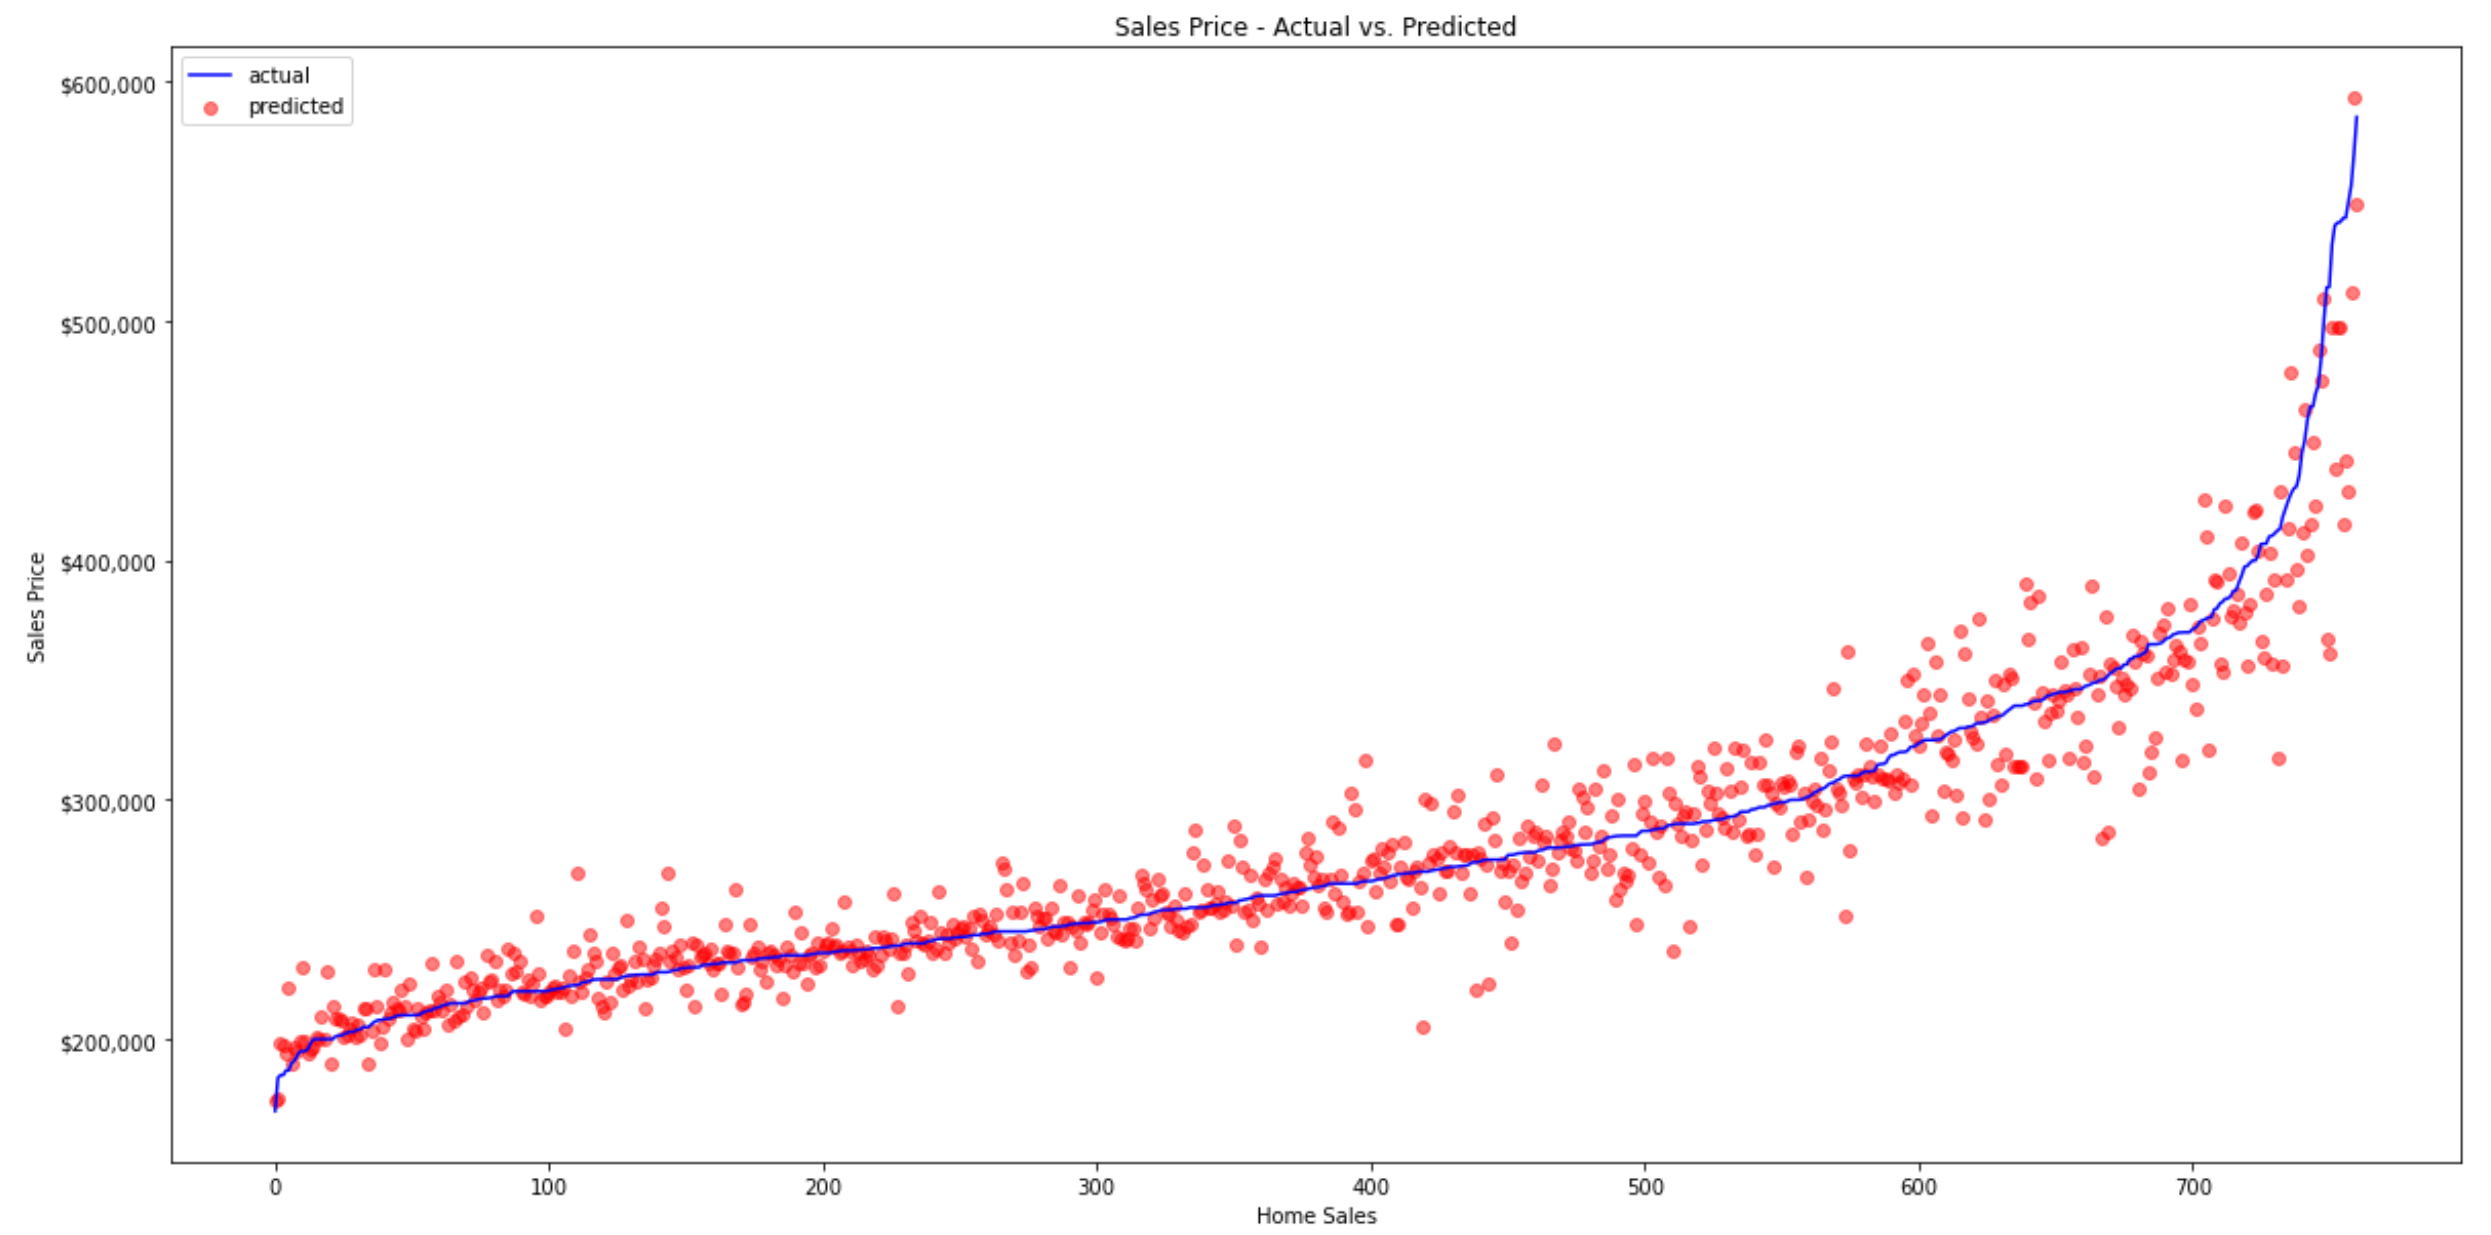 Sales Price - Actual vs. Predicted
actual
predicted
$600,000
$500,000
$400,000
$300,000
$200,000
Sales Price
0 100 200 300 400 500 600 700
Home Sales